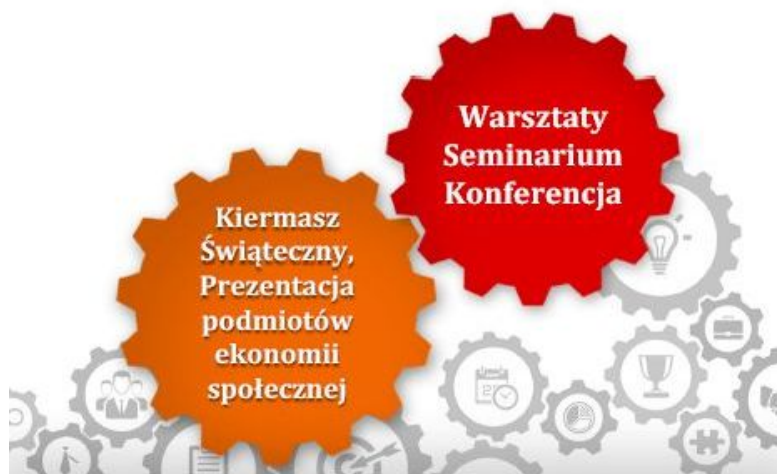 Warsztaty
Seminarium
Konferencja
Kiermasz
Świąteczny,
Prezentacja
podmiotów
ekonomii
społecznej